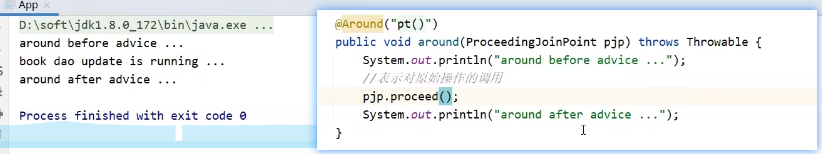 App ×
D:\soft\jdk1.8.0_172\bin\java.exe ...
around before advice ...
book dao update is running ...
around after advice ...
Process finished with exit code 0
@Around("pt()")
public void around(ProceedingJoinPoint pjp) throws Throwable {
System.out.println("around before advice ...");
//表示对原始操作的调用
pjp.proceed();
System.out.println("around after advice ...");
}